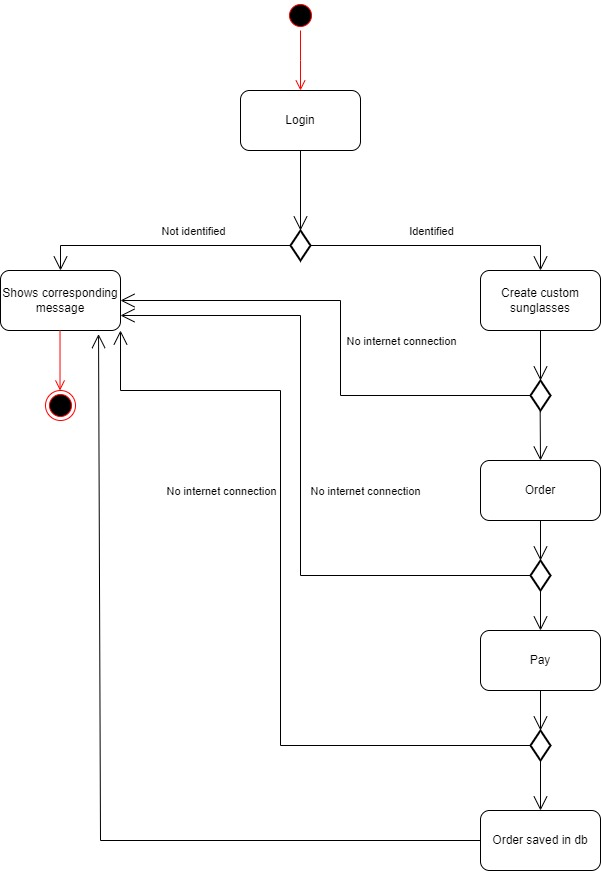 Login
Not identified
Identified
Shows corresponding
message
Create custom
sunglasses
No internet connection
Order
No internet connection
No internet connection
Pay
Order saved in db